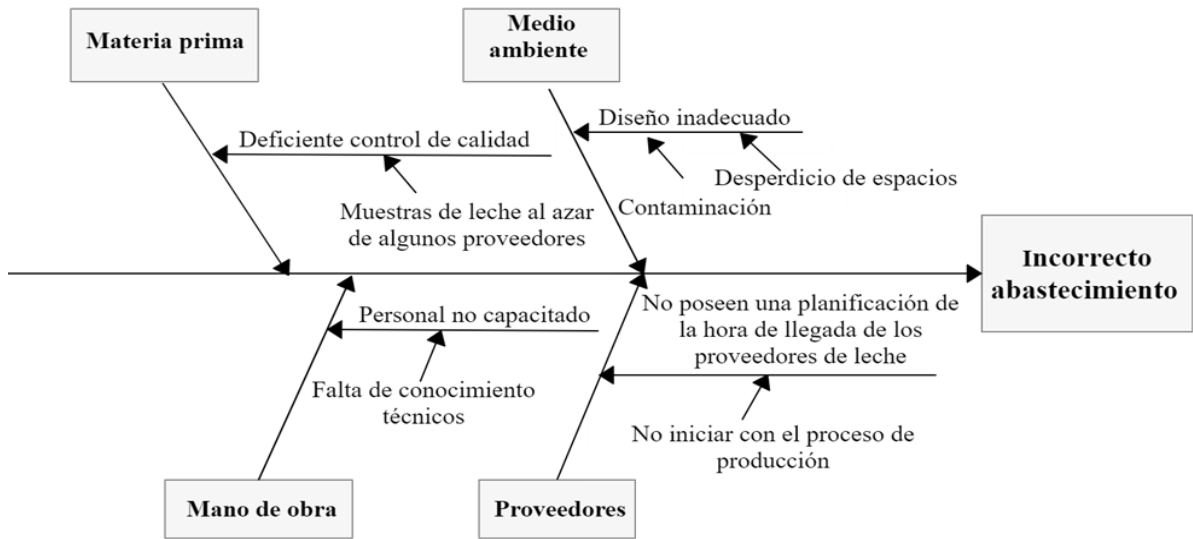 Materia prima
Medio
ambiente
Deficiente control de calidad
Muestras de leche al azar
de algunos proveedores
Diseño inadecuado
Desperdicio de espacios
Contaminación
Incorrecto
abastecimiento
Personal no capacitado
Falta de conocimiento
técnicos
No poseen una planificación de
la hora de llegada de los
proveedores de leche
No iniciar con el proceso de
producción
Mano de obra
Proveedores